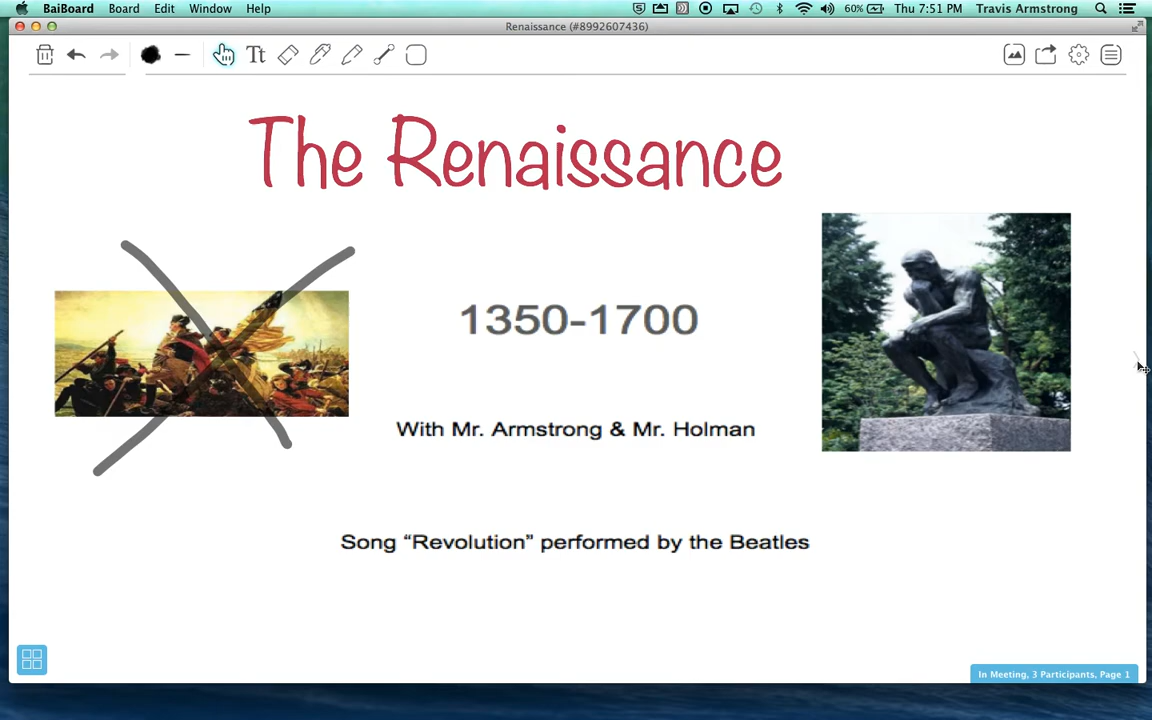 BaiBoard Board Edit Window Help 60% Thu 7:51 PM Travis Armstrong
Renaissance (#8992607436)
Tt
The Renaissance
1350-1700
With Mr. Armstrong & Mr. Holman
Song “Revolution” performed by the Beatles
In Meeting, 3 Participants, Page 1